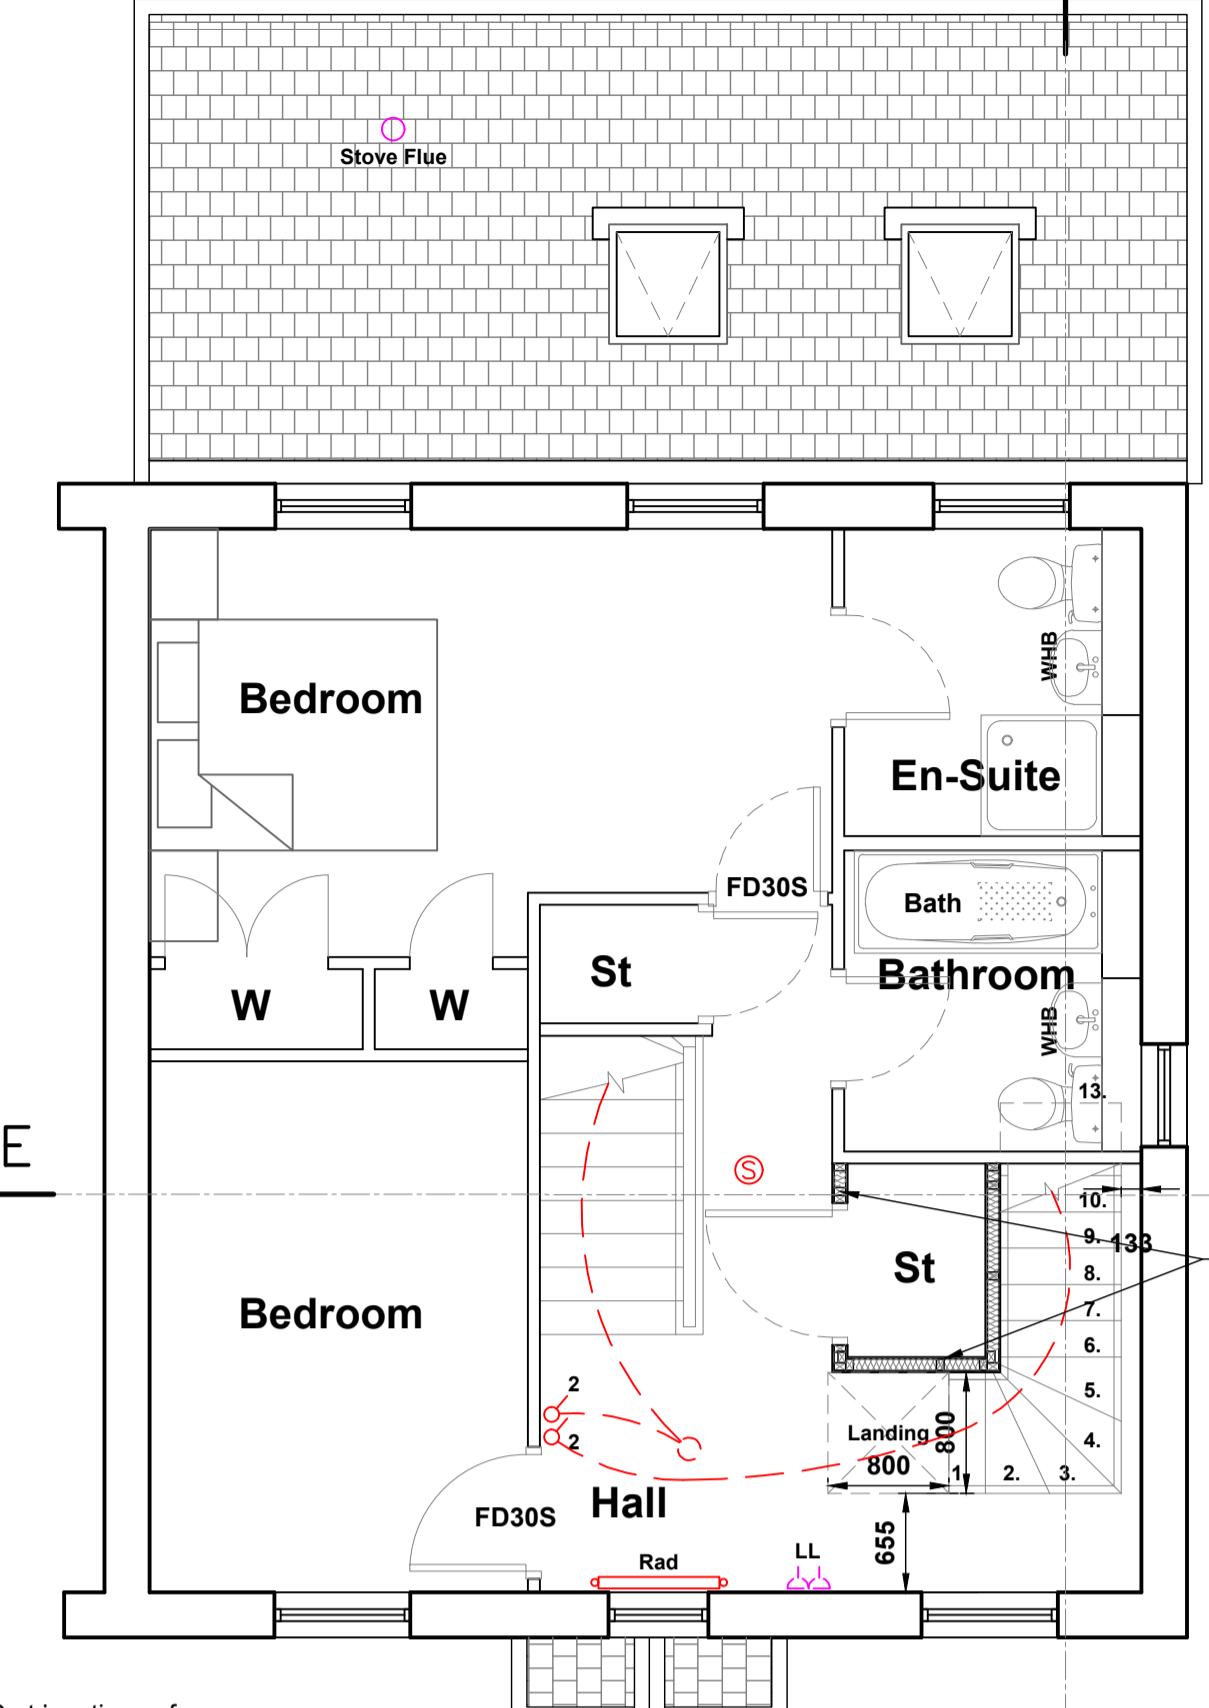 Stove Flue
WHB
Bedroom
En-Suite
FD30S
Bath
St
Bathroom
W
W
WHB
13.
E
S
10.
9.
133
St
8.
Bedroom
7.
6.
2
5.
Landing
800
4.
2
800
1.
2.
3.
Hall
FD30S
655
LL
Rad